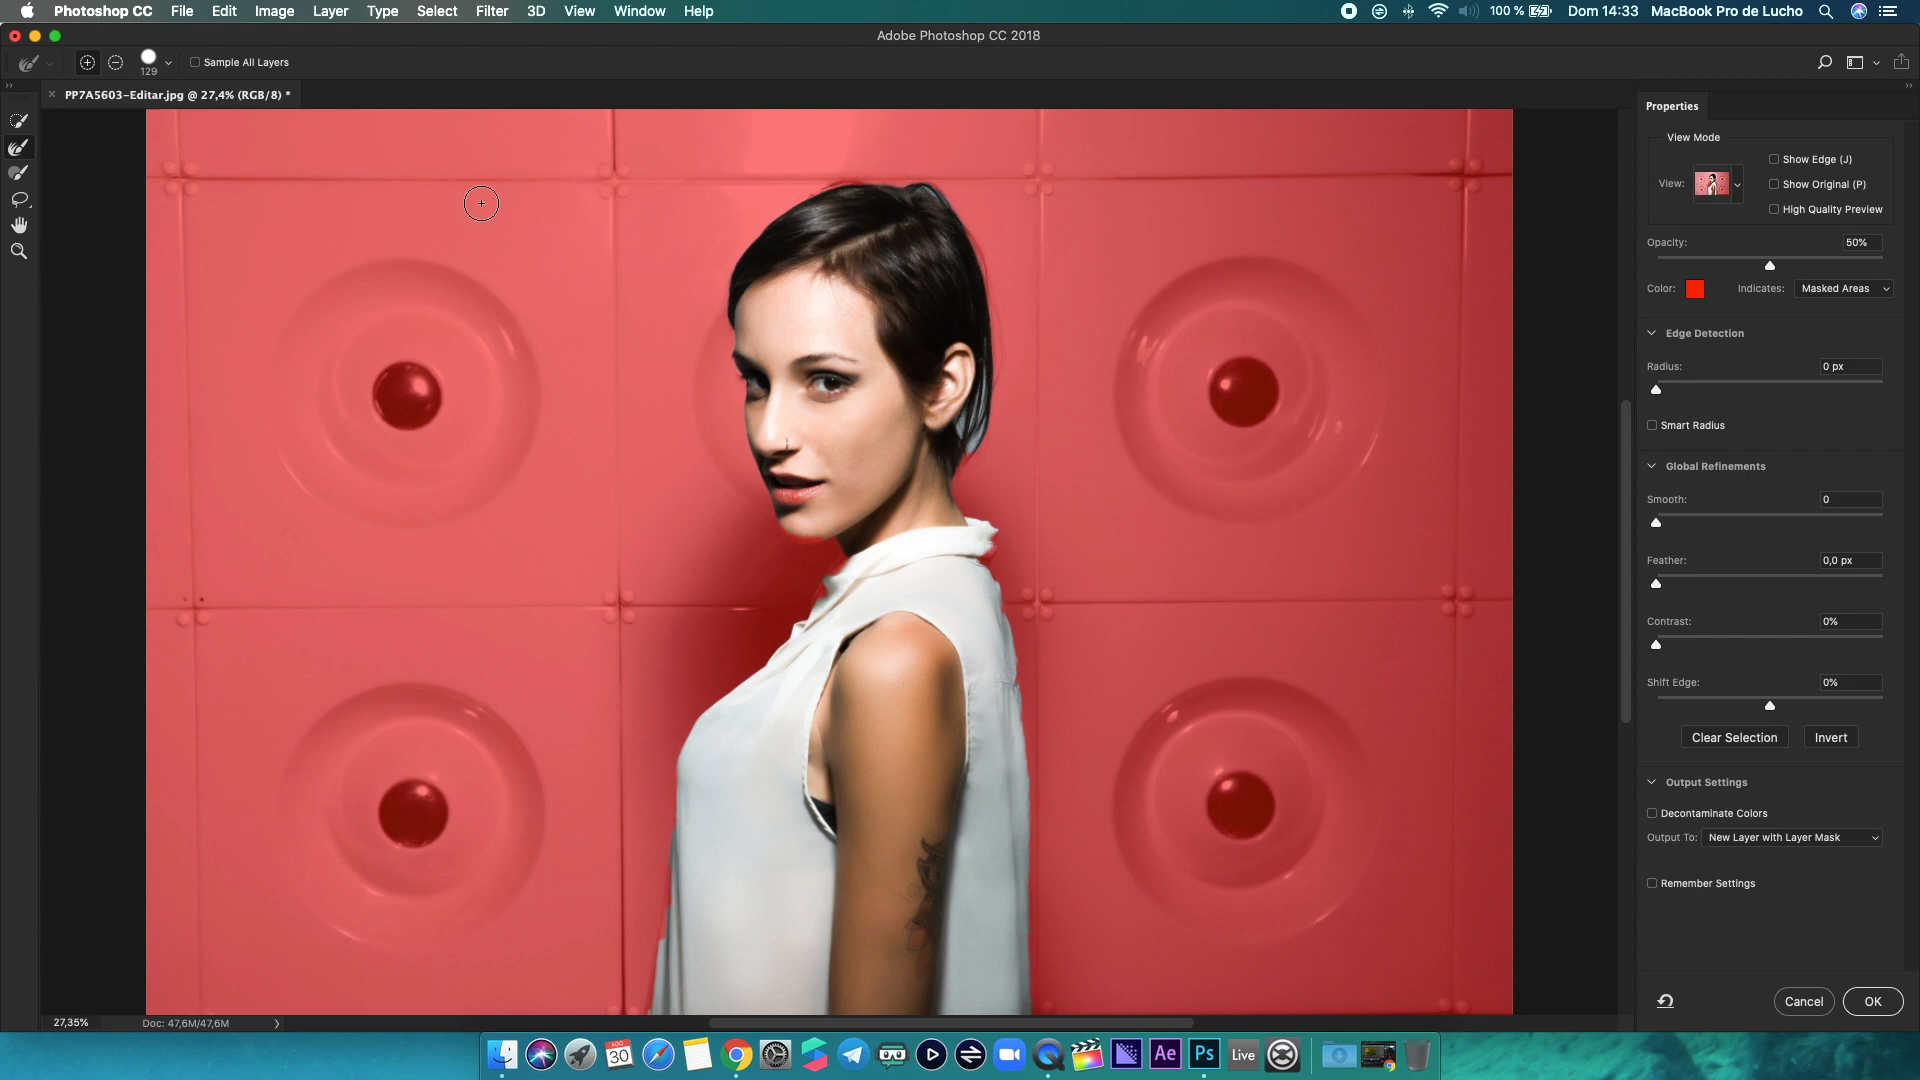 Photoshop CC File Edit Image Layer Type Select Filter 3D View Window Help 100 % Dom 14:33 MacBook Pro de Lucho
Adobe Photoshop CC 2018
129 Sample All Layers
PP7A5603-Editar.jpg @ 27,4% (RGB/8) *
Properties
View Mode
Show Edge (J)
View: Show Original (P)
High Quality Preview
Opacity: 50%
Color: Indicates: Masked Areas
Edge Detection
Radius: 0 px
Smart Radius
Global Refinements
Smooth: 0
Feather: 0,0 px
Contrast: 0%
Shift Edge: 0%
Clear Selection Invert
Output Settings
Decontaminate Colors
Output To: New Layer with Layer Mask
Remember Settings
Cancel OK
27,35% Doc: 47,6M/47,6M
AGO
30 Ae Ps Live